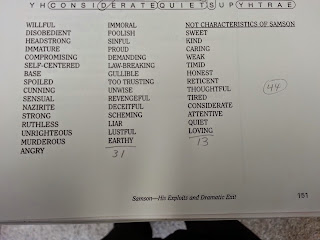 YHCONSIDERATEQUIETSUPYHTRAE
WILLFUL
DISOBEDIENT
HEADSTRONG
IMMATURE
COMPROMISING
SELF-CENTERED
BASE
SPOILED
CUNNING
SENSUAL
NAZIRITE
STRONG
RUTHLESS
UNRIGHTEOUS
MURDEROUS
ANGRY
IMMORAL
FOOLISH
SINFUL
PROUD
DEMANDING
LAW-BREAKING
GULLIBLE
TOO TRUSTING
UNWISE
REVENGEFUL
DECEITFUL
SCHEMING
LIAR
LUSTFUL
EARTHY
31
NOT CHARACTERISTICS OF SAMSON
SWEET
KIND
CARING
WEAK
TIMID
HONEST
RETICENT
THOUGHTFUL
TIRED
CONSIDERATE
ATTENTIVE
QUIET
LOVING
13
44
Samson—His Exploits and Dramatic Exit
151